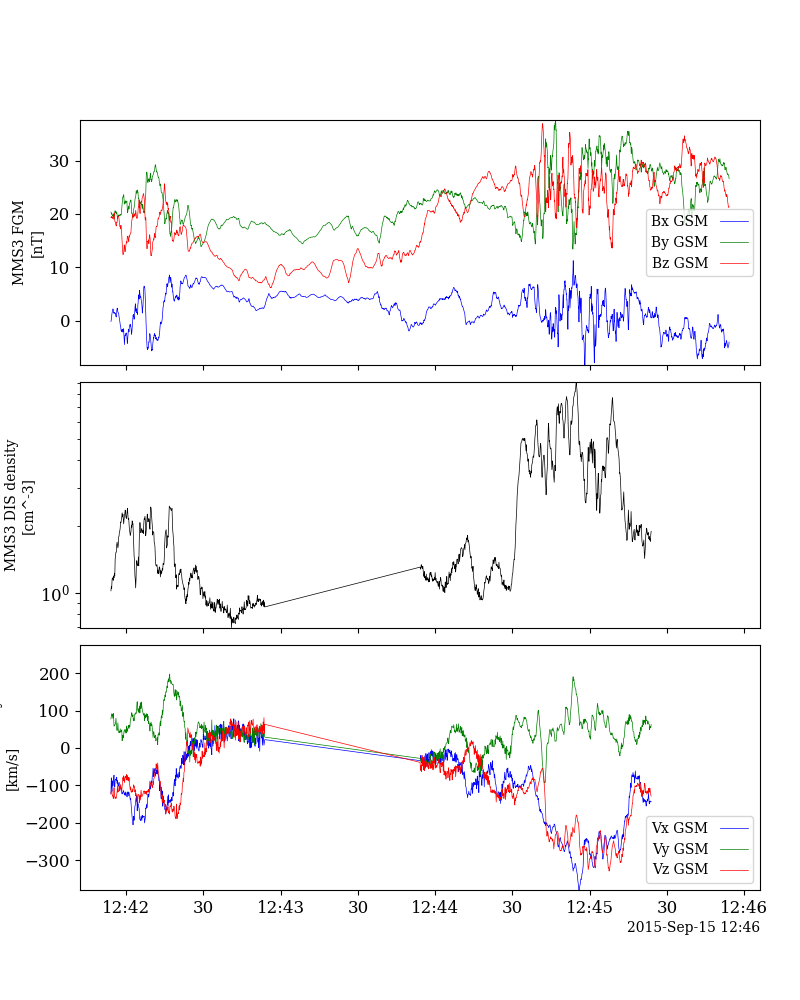 MMS3 FGM
[nT]
30
20
10
0
Bx GSM
By GSM
Bz GSM
MMS3 DIS density
[cm^-3]
10^0
[km/s]
200
100
0
−100
−200
−300
Vx GSM
Vy GSM
Vz GSM
12:42 30 12:43 30 12:44 30 12:45 30 12:46
2015-Sep-15 12:46